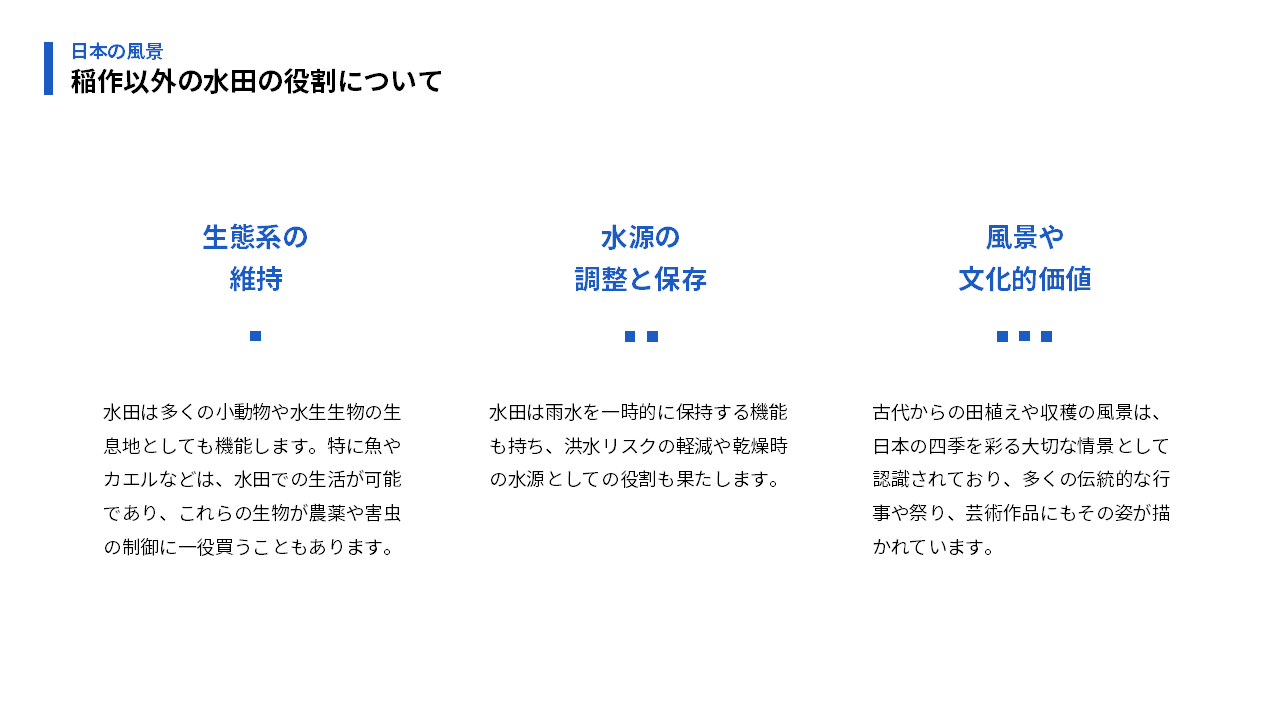 日本の風景
稲作以外の水田の役割について
生態系の
維持
水田は多くの小動物や水生生物の生
息地としても機能します。特に魚や
カエルなどは、水田での生活が可能
であり、これらの生物が農薬や害虫
の制御に一役買うこともあります。
水源の
調整と保存
水田は雨水を一時的に保持する機能
も持ち、洪水リスクの軽減や乾燥時
の水源としての役割も果たします。
風景や
文化的価値
古代からの田植えや収穫の風景は、
日本の四季を彩る大切な情景として
認識されており、多くの伝統的な行
事や祭り、芸術作品にもその姿が描
かれています。